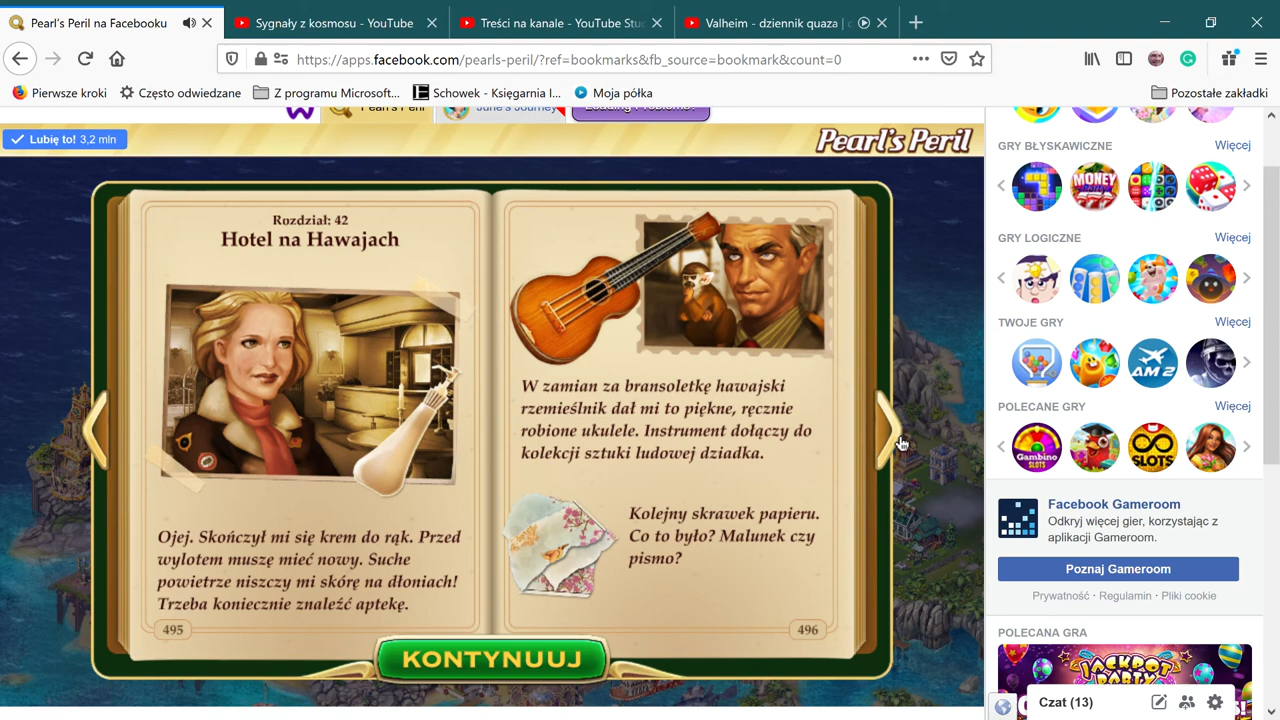 Pearl's Peril na Facebooku
Sygnały z kosmosu - YouTube
Treści na kanale - YouTube Stu
Valheim - dziennik quaza |
https://apps.facebook.com/pearls-peril/?ref=bookmarks&fb_source=bookmark&count=0
Pierwsze kroki
Często odwiedzane
Z programu Microsoft...
Schowek - Księgarnia I...
Moja półka
Pozostałe zakładki
Lubię to! 3,2 mln
Pearl's Peril
Rozdział: 42
Hotel na Hawajach
Ojej. Skończył mi się krem do rąk. Przed
wylotem muszę mieć nowy. Suche
powietrze niszczy mi skórę na dłoniach!
Trzeba koniecznie znaleźć aptekę.
495
W zamian za bransoletkę hawajski
rzemieślnik dał mi to piękne, ręcznie
robione ukulele. Instrument dołączy do
kolekcji sztuki ludowej dziadka.
Kolejny skrawek papieru.
Co to było? Malunek czy
pismo?
496
KONTYNUUJ
GRY BŁYSKAWICZNE
Więcej
MONEY
GRY LOGICZNE
Więcej
TWOJE GRY
Więcej
AM2
POLECANE GRY
Więcej
Gambino
SLOTS
SLOTS
Facebook Gameroom
Odkryj więcej gier, korzystając z
aplikacji Gameroom.
Poznaj Gameroom
Prywatność · Regulamin · Pliki cookie
POLECANA GRA
JACKPOT
PARTY
Czat (13)